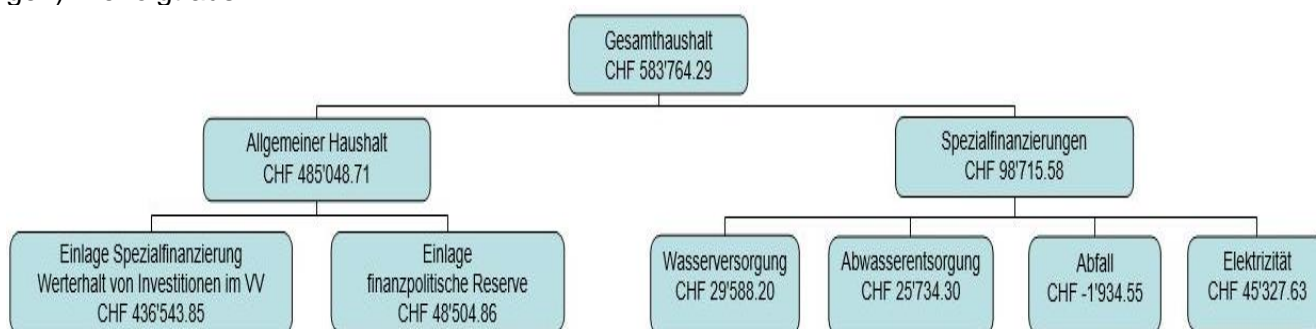 Gesamthaushalt
CHF 583'764.29
Allgemeiner Haushalt
CHF 485'048.71
Spezialfinanzierungen
CHF 98'715.58
Einlage Spezialfinanzierung
Werterhalt von Investitionen im VV
CHF 436'543.85
Einlage
finanzpolitische Reserve
CHF 48'504.86
Wasserversorgung
CHF 29'588.20
Abwasserentsorgung
CHF 25'734.30
Abfall
CHF -1'934.55
Elektrizität
CHF 45'327.63